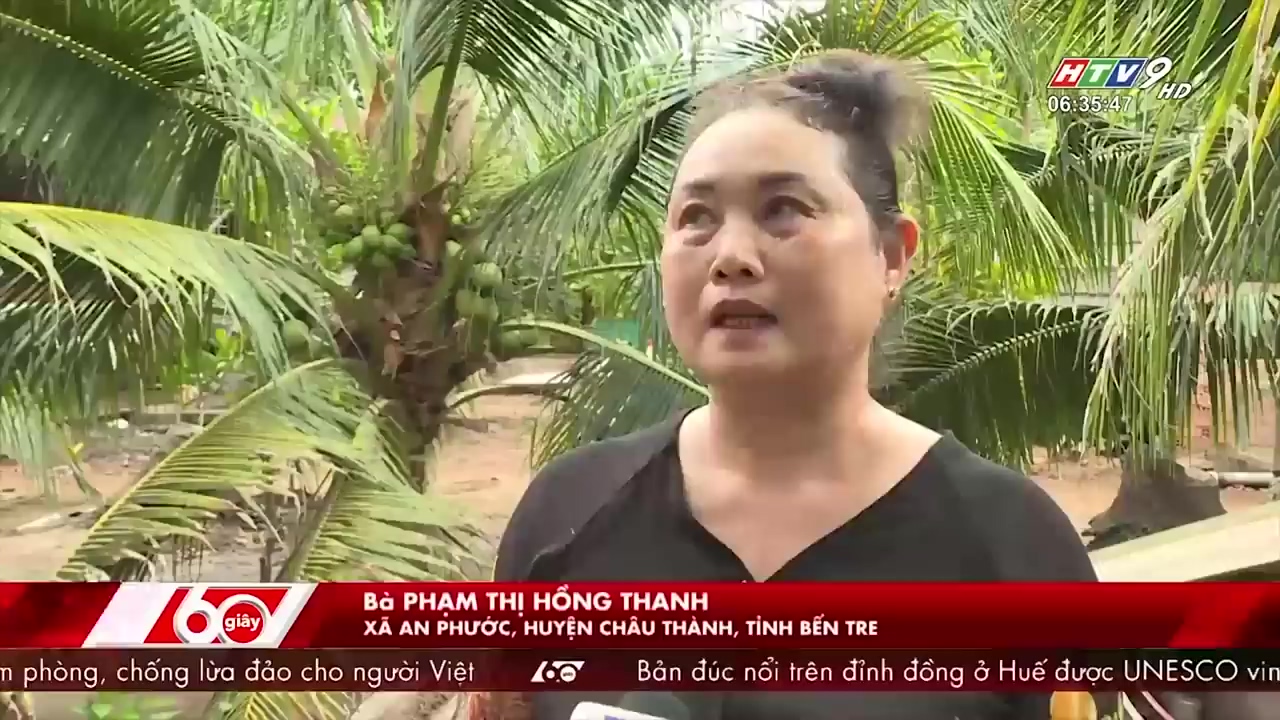 HTV9 HD
06:35:47
60 giây
Bà PHẠM THỊ HỒNG THANH
XÃ AN PHƯỚC, HUYỆN CHÂU THÀNH, TỈNH BẾN TRE
phòng, chống lừa đảo cho người Việt 60 giây Bản đúc nổi trên đỉnh đồng ở Huế được UNESCO